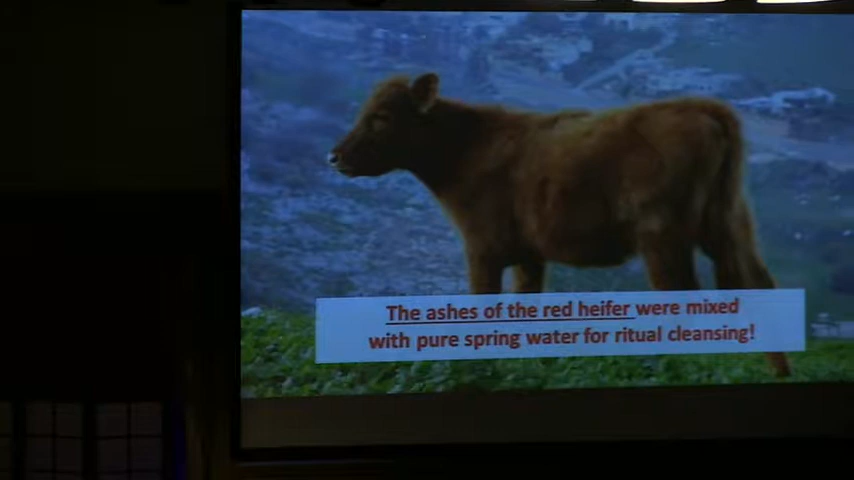 The ashes of the red heifer were mixed
with pure spring water for ritual cleansing!